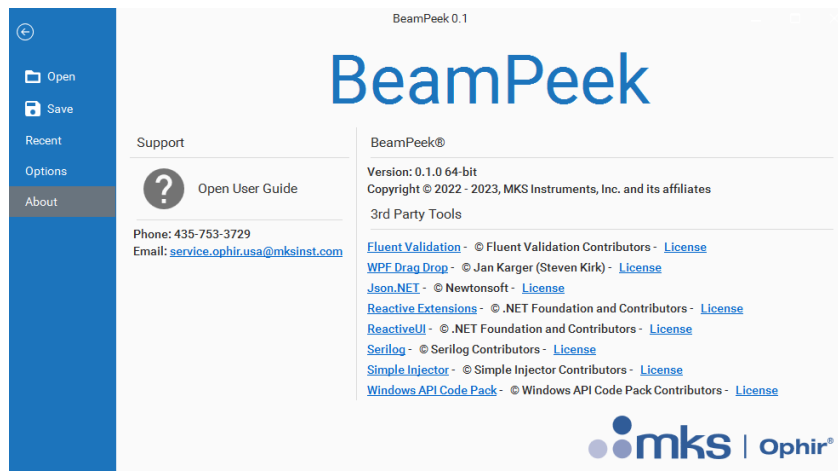 BeamPeek 0.1
Open
Save
Recent
Options
About
BeamPeek
Support
Open User Guide
Phone: 435-753-3729
Email: service.ophir.usa@mksinst.com
BeamPeek®
Version: 0.1.0 64-bit
Copyright © 2022 - 2023, MKS Instruments, Inc. and its affiliates
3rd Party Tools
Fluent Validation - © Fluent Validation Contributors - License
WPF Drag Drop - © Jan Karger (Steven Kirk) - License
Json.NET - © Newtonsoft - License
Reactive Extensions - © .NET Foundation and Contributors - License
ReactiveUI - © .NET Foundation and Contributors - License
Serilog - © Serilog Contributors - License
Simple Injector - © Simple Injector Contributors - License
Windows API Code Pack - © Windows API Code Pack Contributors - License
mks | Ophir®